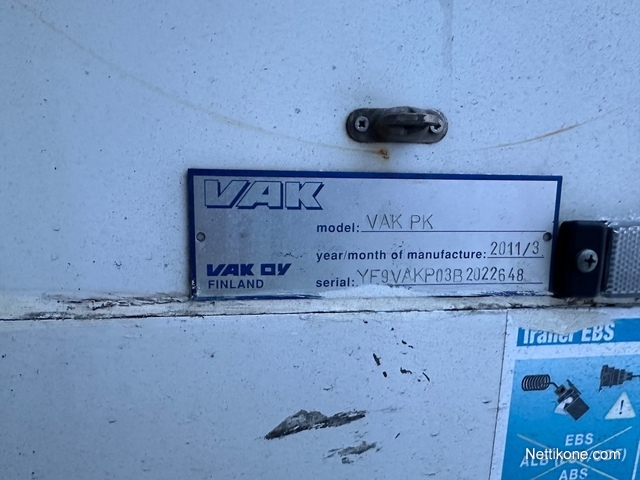 VAK
model: VAK PK
year/month of manufacture: 2011/3
VAK OY
FINLAND
serial: YF9VAKP03B2022648
Trailer EBS
EBS
ABS
Nettikone.com